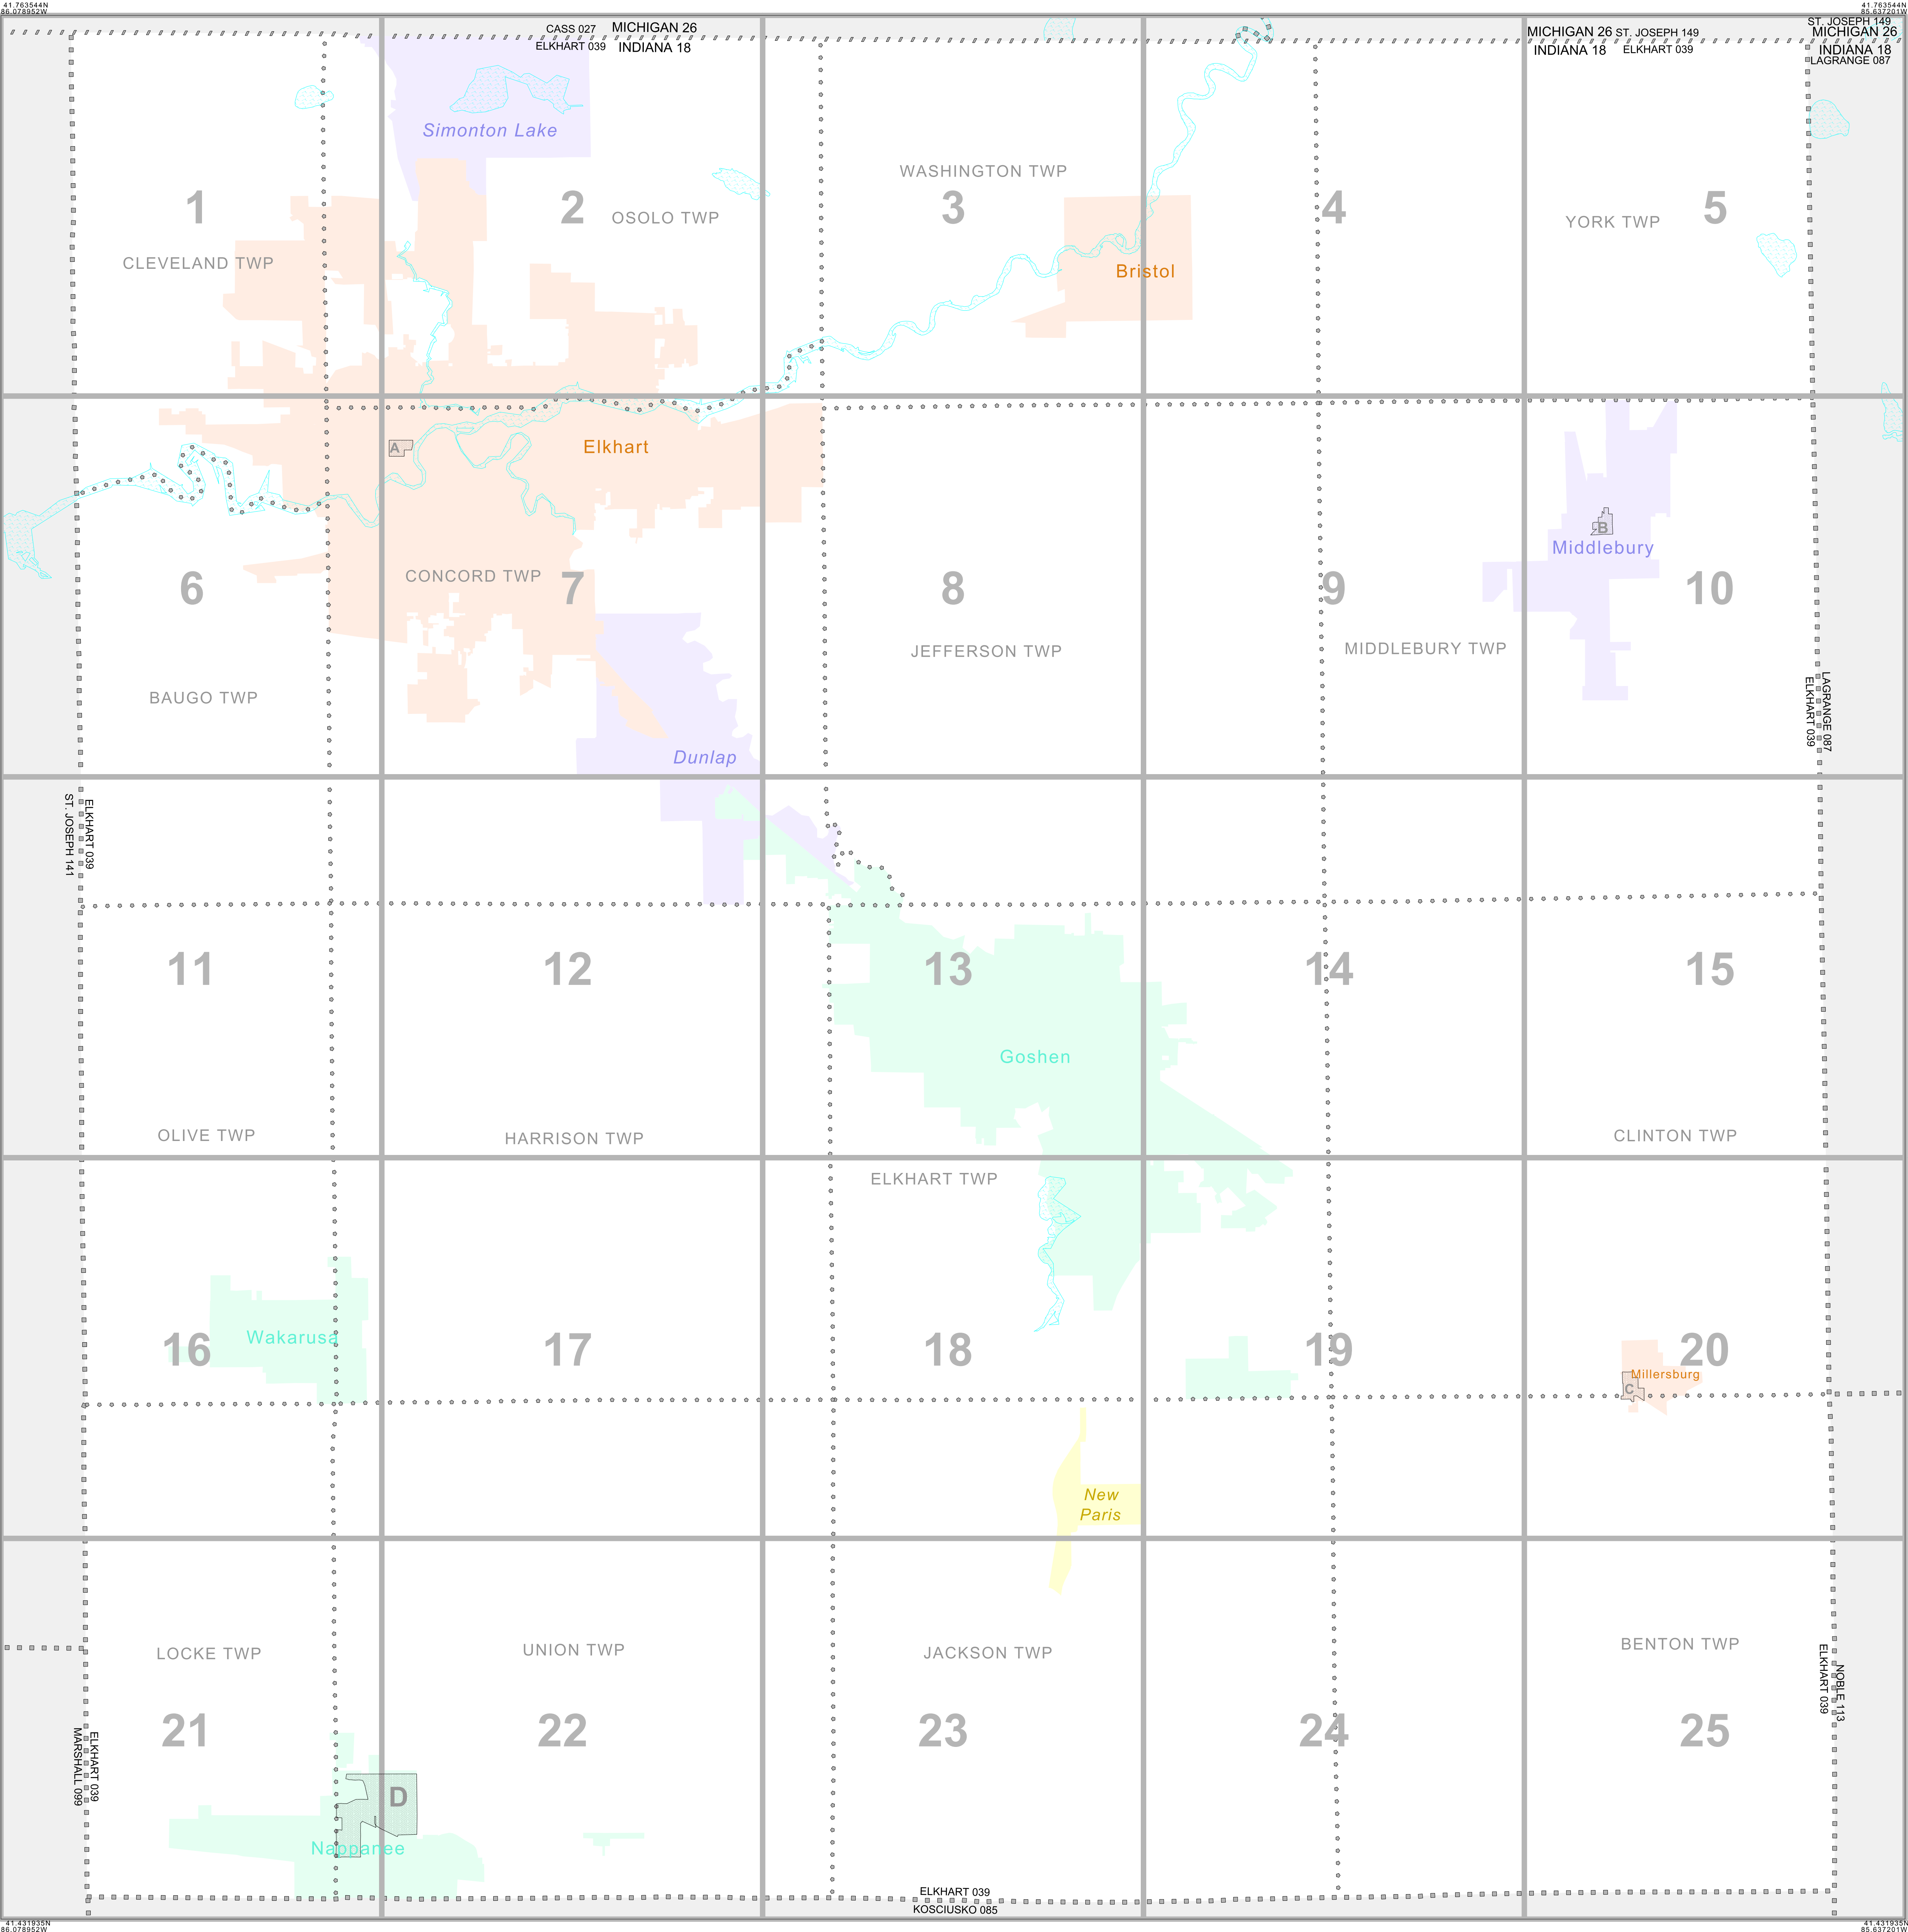 41.763544N
86.078952W
41.763544N
85.637201W
CASS 027 MICHIGAN 26
ELKHART 039 INDIANA 18
MICHIGAN 26 ST. JOSEPH 149
INDIANA 18 ELKHART 039
ST. JOSEPH 149
MICHIGAN 26
INDIANA 18
LAGRANGE 087
Simonton Lake
WASHINGTON TWP
1
2
OSOLO TWP
3
4
YORK TWP
5
CLEVELAND TWP
Bristol
A
Elkhart
B
Middlebury
6
CONCORD TWP
7
8
9
10
JEFFERSON TWP
MIDDLEBURY TWP
BAUGO TWP
LAGRANGE 087
ELKHART 039
Dunlap
ELKHART 039
ST. JOSEPH 141
11
12
13
14
15
Goshen
OLIVE TWP
HARRISON TWP
CLINTON TWP
ELKHART TWP
Wakarusa
16
17
18
19
20
Millersburg
C
New
Paris
LOCKE TWP
UNION TWP
JACKSON TWP
BENTON TWP
NOBLE 113
ELKHART 039
21
22
23
24
25
ELKHART 039
MARSHALL 099
D
Nappanee
ELKHART 039
KOSCIUSKO 085
41.431935N
86.078952W
41.431935N
85.637201W